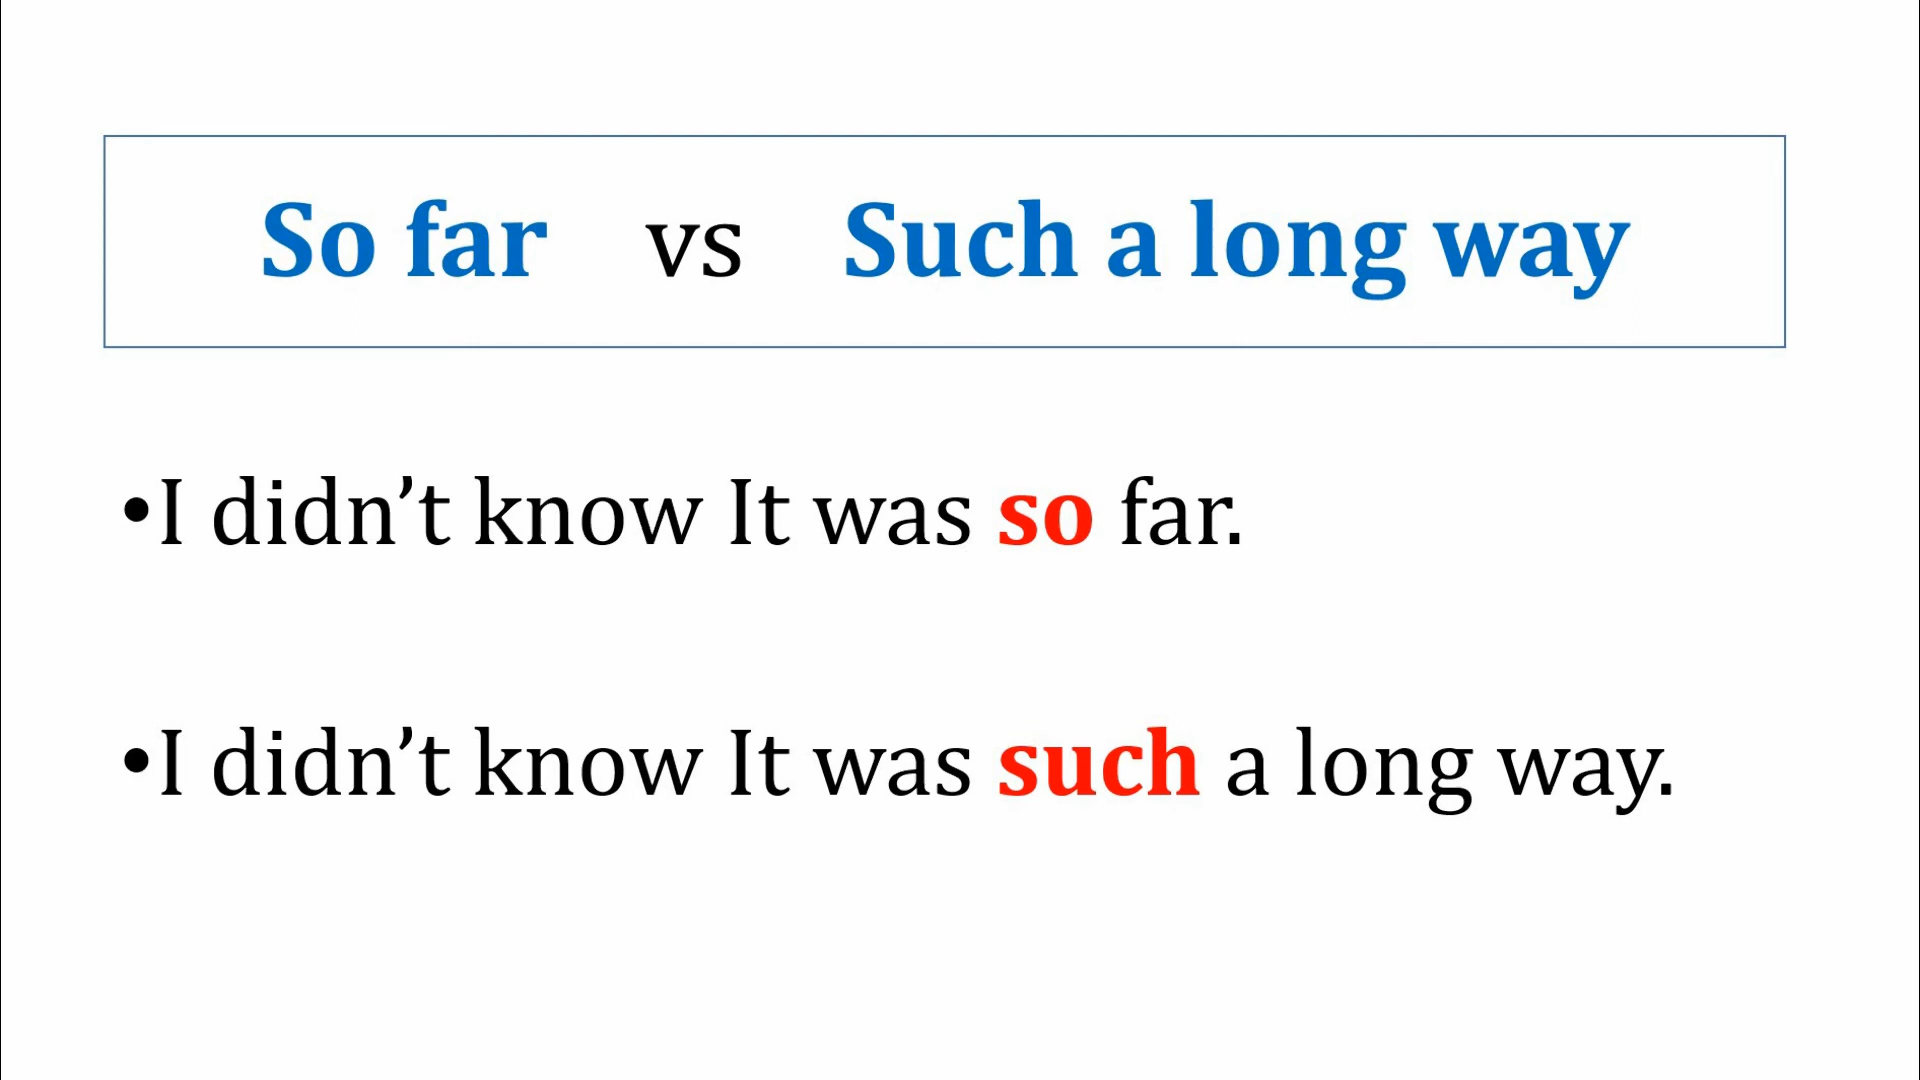 So far vs Such a long way
•I didn’t know It was so far.
•I didn’t know It was such a long way.